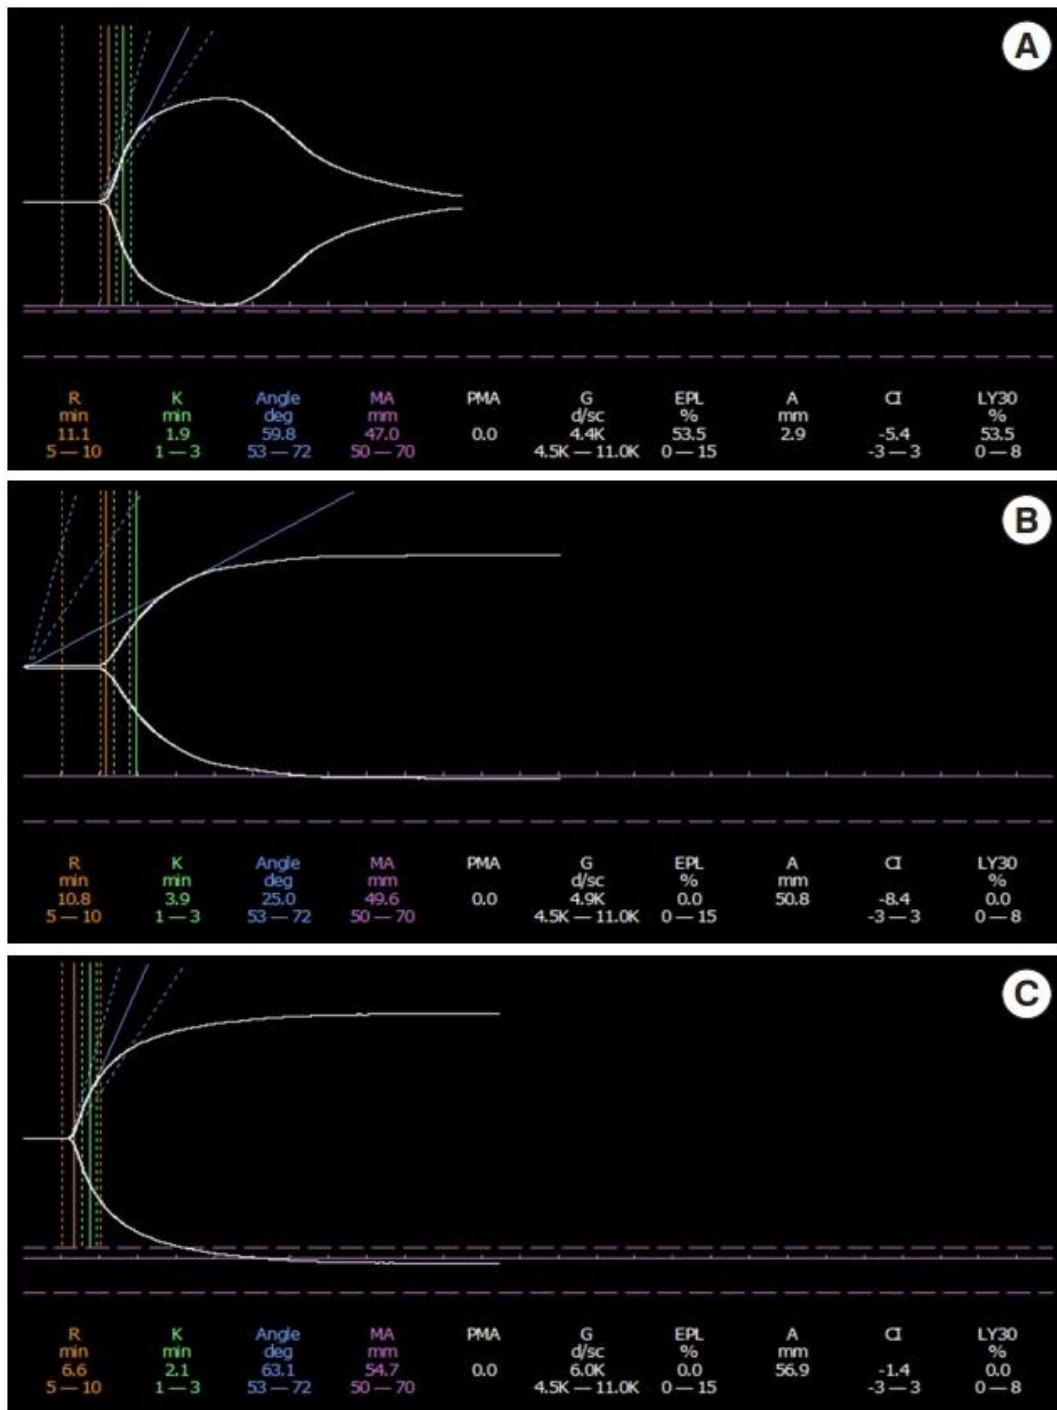 A
R K Angle MA PMA G EPL A CI LY30
min min deg mm d/sc % mm %
11.1 1.9 59.8 47.0 0.0 4.4K 53.5 2.9 -5.4 53.5
5 — 10 1 — 3 53 — 72 50 — 70 4.5K — 11.0K 0 — 15 -3 — 3 0 — 8
B
R K Angle MA PMA G EPL A CI LY30
min min deg mm d/sc % mm %
10.8 3.9 25.0 49.6 0.0 4.9K 0.0 50.8 -8.4 0.0
5 — 10 1 — 3 53 — 72 50 — 70 4.5K — 11.0K 0 — 15 -3 — 3 0 — 8
C
R K Angle MA PMA G EPL A CI LY30
min min deg mm d/sc % mm %
6.6 2.1 63.1 54.7 0.0 6.0K 0.0 56.9 -1.4 0.0
5 — 10 1 — 3 53 — 72 50 — 70 4.5K — 11.0K 0 — 15 -3 — 3 0 — 8